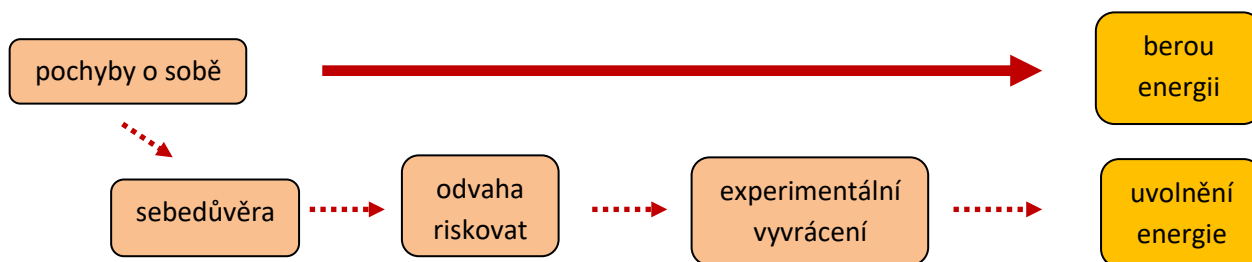 pochyby o sobě
berou
energii
sebedůvěra
odvaha
riskovat
experimentální
vyvrácení
uvolnění
energie